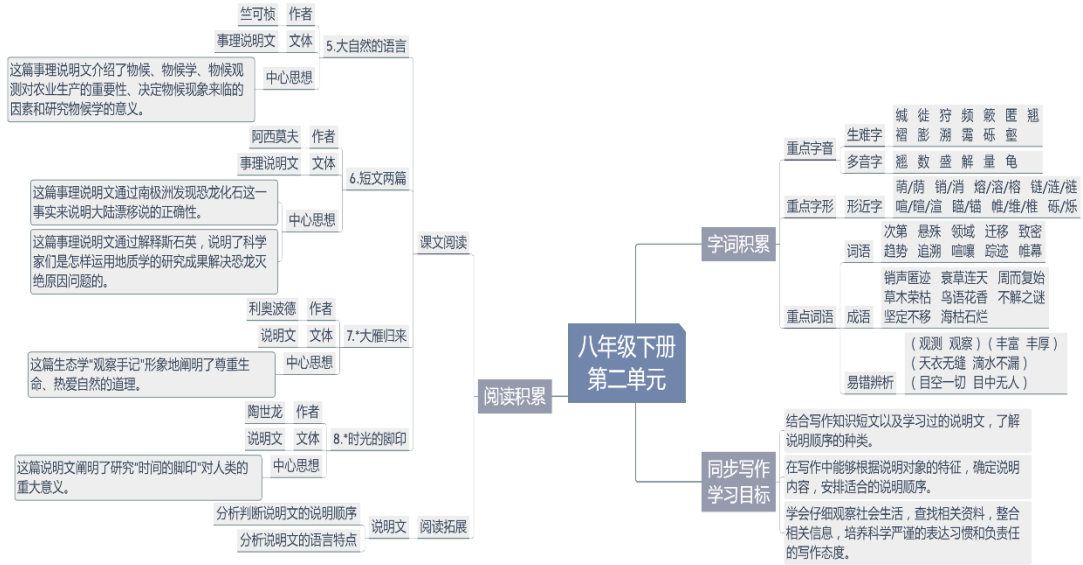 八年级下册
第二单元
字词积累
重点字音
生难字
缄 徙 狩 频 簌 匿 翘
褶 膨 溯 霭 砾 壑
多音字
翘 数 盛 解 量 龟
重点字形
形近字
萌/荫 销/消 熔/溶/榕 链/涟/裢
喧/暄/渲 瞄/锚 帷/维/椎 砾/烁
重点词语
词语
次第 悬殊 领域 迁移 致密
趋势 追溯 喧嚷 踪迹 帷幕
成语
销声匿迹 衰草连天 周而复始
草木荣枯 鸟语花香 不解之谜
坚定不移 海枯石烂
易错辨析
(观测 观察)(丰富 丰厚)
(天衣无缝 滴水不漏)
(目空一切 目中无人)
同步写作
学习目标
结合写作知识短文以及学习过的说明文，了解
说明顺序的种类。
在写作中能够根据说明对象的特征，确定说明
内容，安排适合的说明顺序。
学会仔细观察社会生活，查找相关资料，整合
相关信息，培养科学严谨的表达习惯和负责任
的写作态度。
阅读积累
课文阅读
5.大自然的语言
作者
竺可桢
文体
事理说明文
中心思想
这篇事理说明文介绍了物候、物候学、物候观
测对农业生产的重要性、决定物候现象来临的
因素和研究物候学的意义。
6.短文两篇
作者
阿西莫夫
文体
事理说明文
中心思想
这篇事理说明文通过南极洲发现恐龙化石这一
事实来说明大陆漂移说的正确性。
这篇事理说明文通过解释斯石英，说明了科学
家们是怎样运用地质学的研究成果解决恐龙灭
绝原因问题的。
7.*大雁归来
作者
利奥波德
文体
说明文
中心思想
这篇生态学"观察手记"形象地阐明了尊重生
命、热爱自然的道理。
8.*时光的脚印
作者
陶世龙
文体
说明文
中心思想
这篇说明文阐明了研究"时间的脚印"对人类的
重大意义。
阅读拓展
说明文
分析判断说明文的说明顺序
分析说明文的语言特点